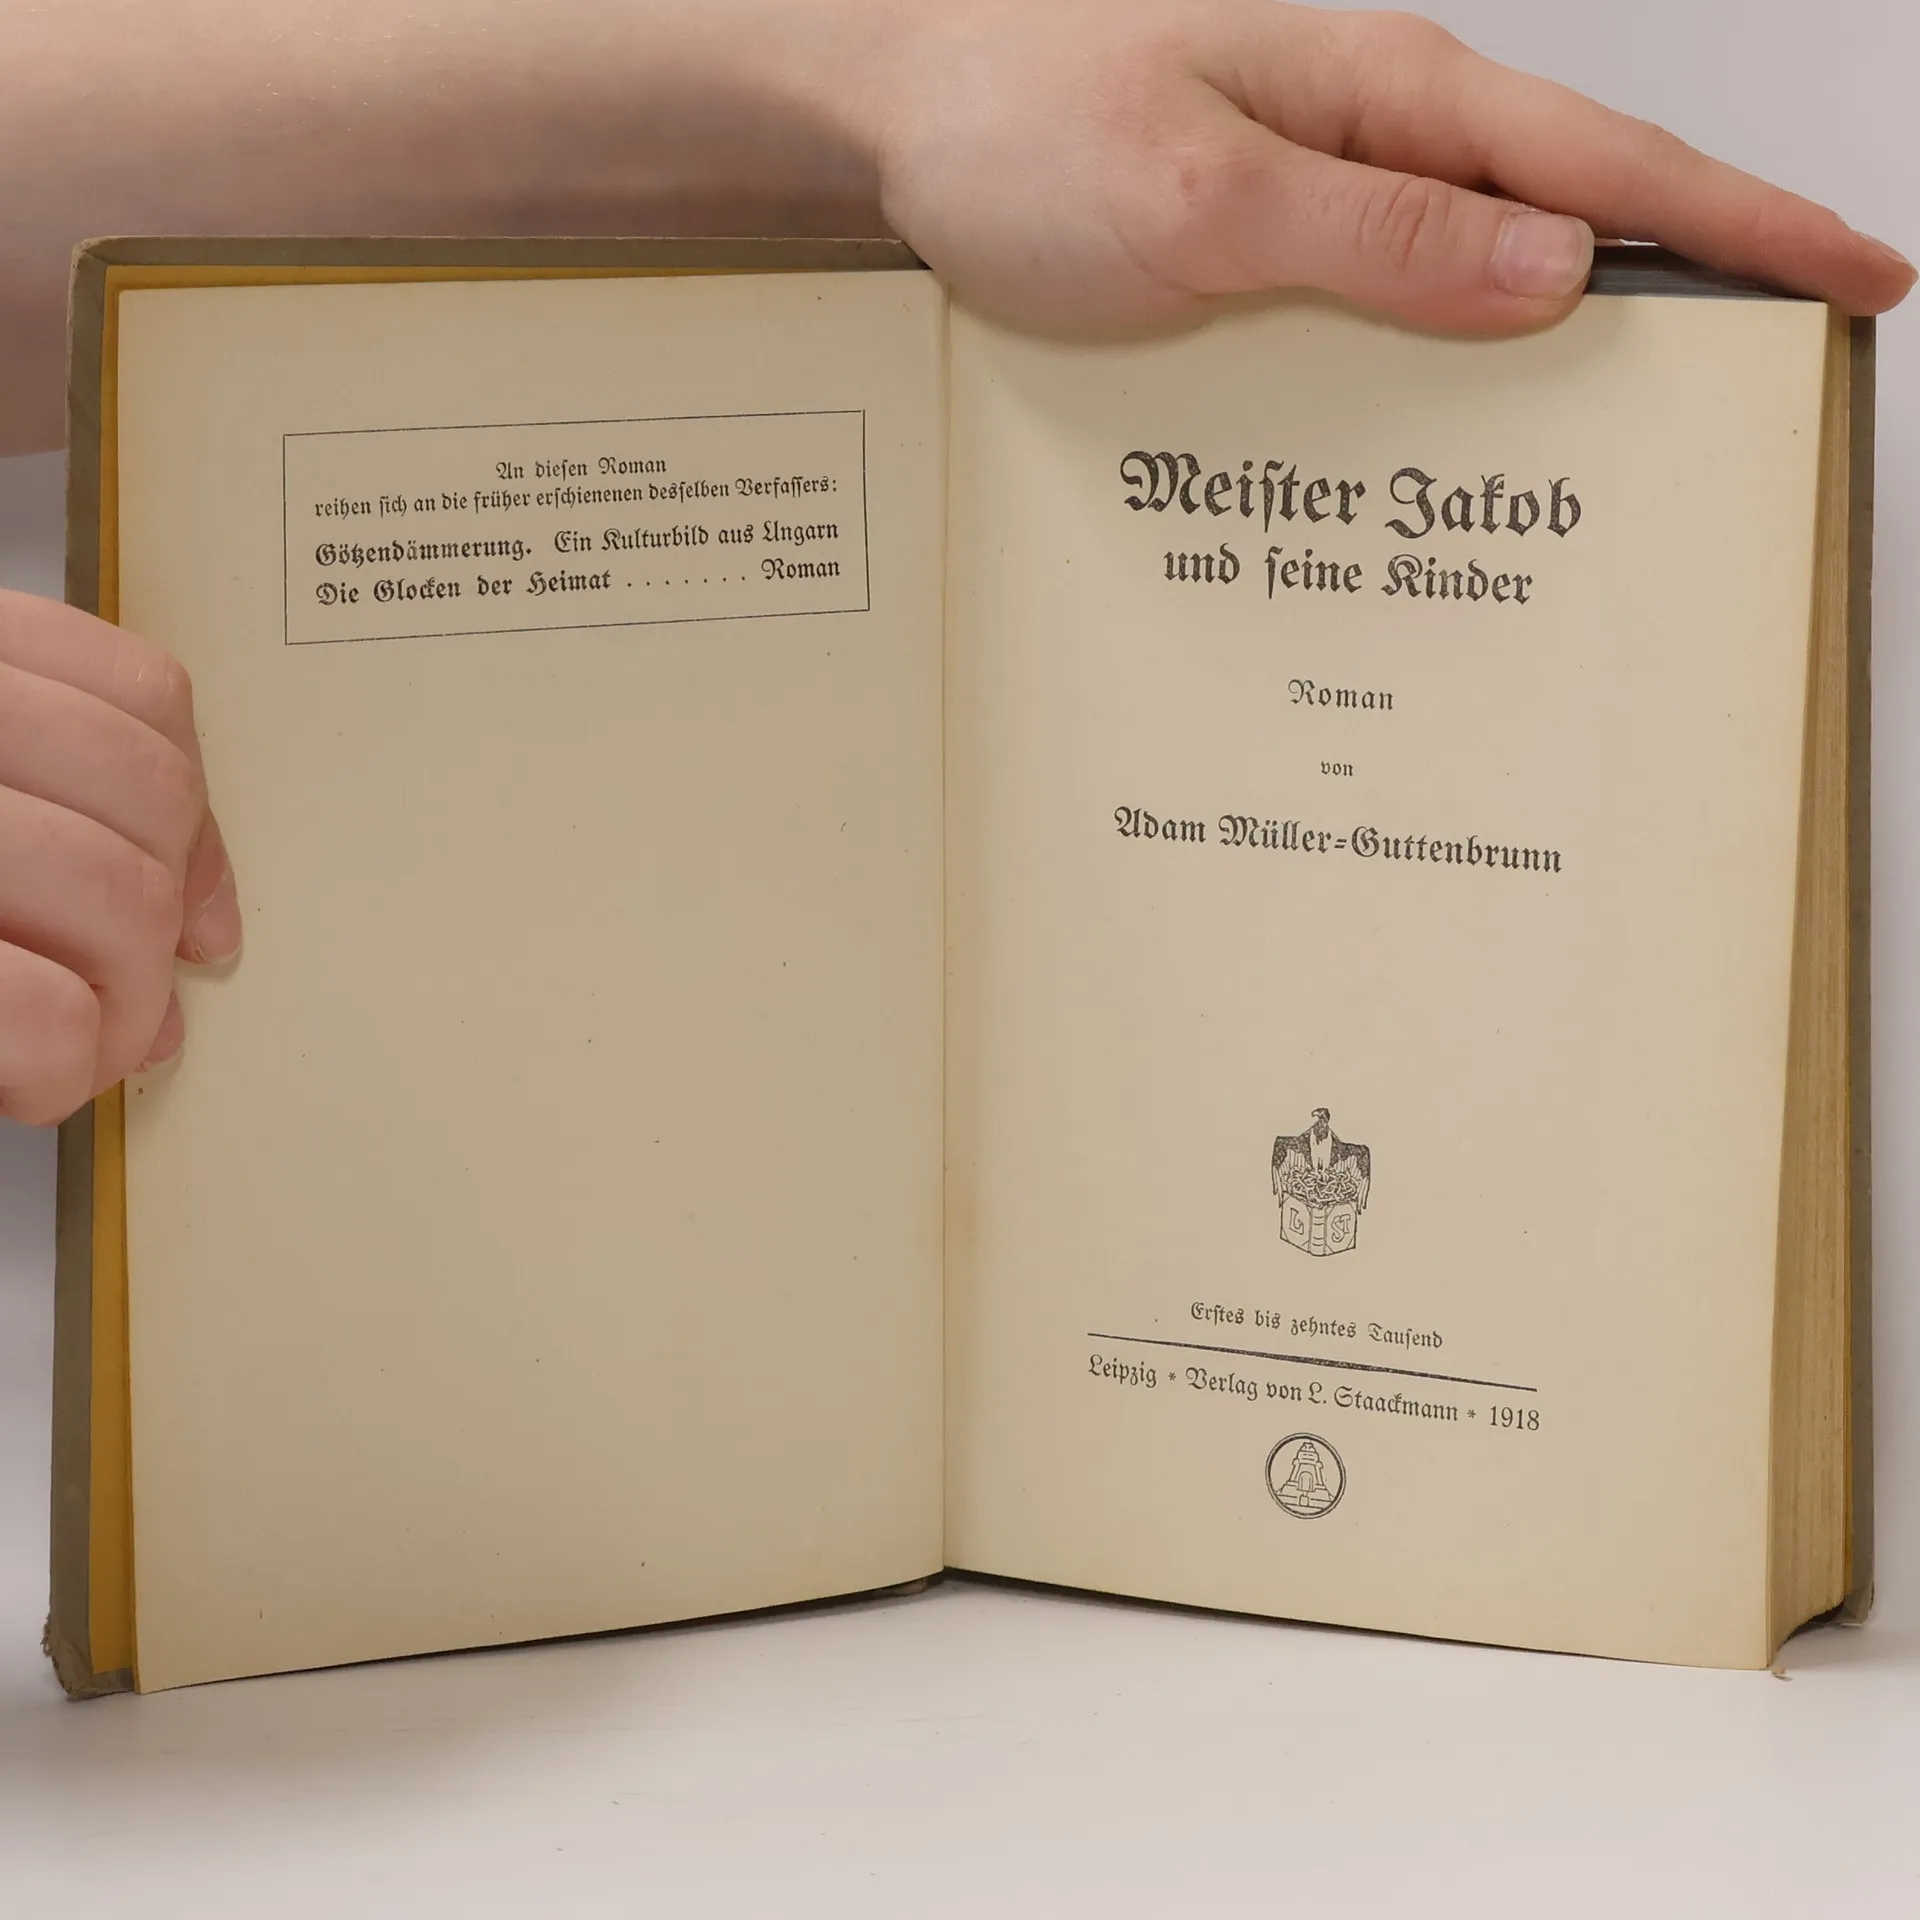 An dieſen Roman
reihen ſich an die früher erſchienenen desſelben Verfaſſers:
Götzendämmerung. Ein Kulturbild aus Ungarn
Die Glocken der Heimat . . . . . . . Roman
Meiſter Jakob
und ſeine Kinder
Roman
von
Adam Müller-Guttenbrunn
L ST
Erſtes bis zehntes Tauſend
Leipzig * Verlag von L. Staackmann * 1918